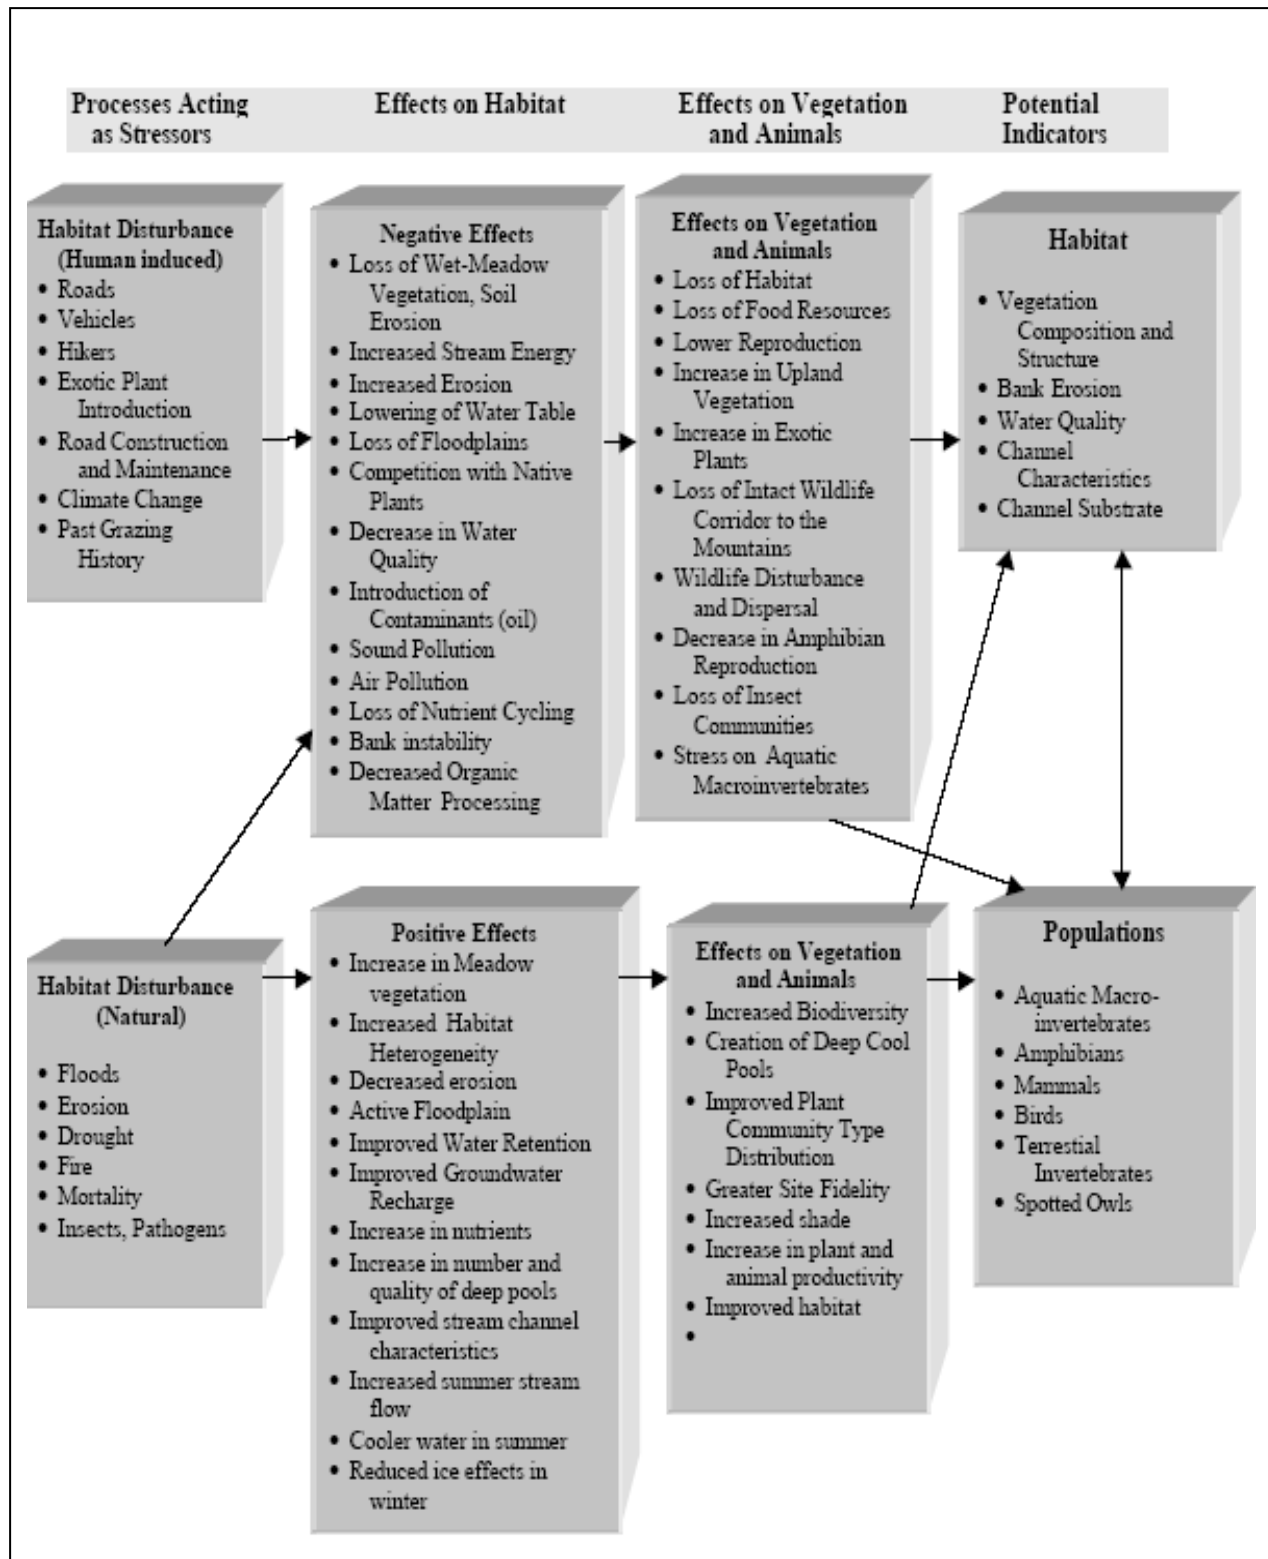 Processes Acting
as Stressors
Effects on Habitat
Effects on Vegetation
and Animals
Potential
Indicators
Habitat Disturbance
(Human induced)
• Roads
• Vehicles
• Hikers
• Exotic Plant
Introduction
• Road Construction
and Maintenance
• Climate Change
• Past Grazing
History
Negative Effects
• Loss of Wet-Meadow
Vegetation, Soil
Erosion
• Increased Stream Energy
• Increased Erosion
• Lowering of Water Table
• Loss of Floodplains
• Competition with Native
Plants
• Decrease in Water
Quality
• Introduction of
Contaminants (oil)
• Sound Pollution
• Air Pollution
• Loss of Nutrient Cycling
• Bank instability
• Decreased Organic
Matter Processing
Effects on Vegetation
and Animals
• Loss of Habitat
• Loss of Food Resources
• Lower Reproduction
• Increase in Upland
Vegetation
• Increase in Exotic
Plants
• Loss of Intact Wildlife
Corridor to the
Mountains
• Wildlife Disturbance
and Dispersal
• Decrease in Amphibian
Reproduction
• Loss of Insect
Communities
• Stress on Aquatic
Macroinvertebrates
Habitat
• Vegetation
Composition and
Structure
• Bank Erosion
• Water Quality
• Channel
Characteristics
• Channel Substrate
Habitat Disturbance
(Natural)
• Floods
• Erosion
• Drought
• Fire
• Mortality
• Insects, Pathogens
Positive Effects
• Increase in Meadow
vegetation
• Increased Habitat
Heterogeneity
• Decreased erosion
• Active Floodplain
• Improved Water Retention
• Improved Groundwater
Recharge
• Increase in nutrients
• Increase in number and
quality of deep pools
• Improved stream channel
characteristics
• Increased summer stream
flow
• Cooler water in summer
• Reduced ice effects in
winter
Effects on Vegetation
and Animals
• Increased Biodiversity
• Creation of Deep Cool
Pools
• Improved Plant
Community Type
Distribution
• Greater Site Fidelity
• Increased shade
• Increase in plant and
animal productivity
• Improved habitat
•
Populations
• Aquatic Macro-
invertebrates
• Amphibians
• Mammals
• Birds
• Terrestial
Invertebrates
• Spotted Owls